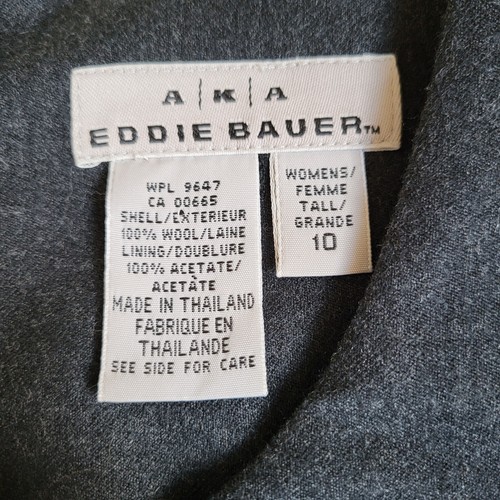 A|K|A
EDDIE BAUER™
WPL 9647
CA 00665
SHELL/EXTERIEUR
100% WOOL/LAINE
LINING/DOUBLURE
100% ACETATE/
ACÉTATE
MADE IN THAILAND
FABRIQUE EN
THAILANDE
SEE SIDE FOR CARE
WOMENS/
FEMME
TALL/
GRANDE
10